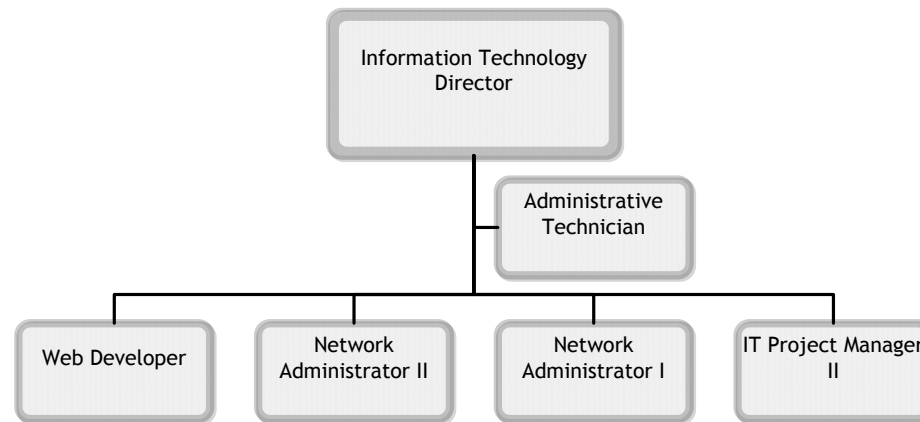 Information Technology
Director
Administrative
Technician
Web Developer
Network
Administrator II
Network
Administrator I
IT Project Manager
II